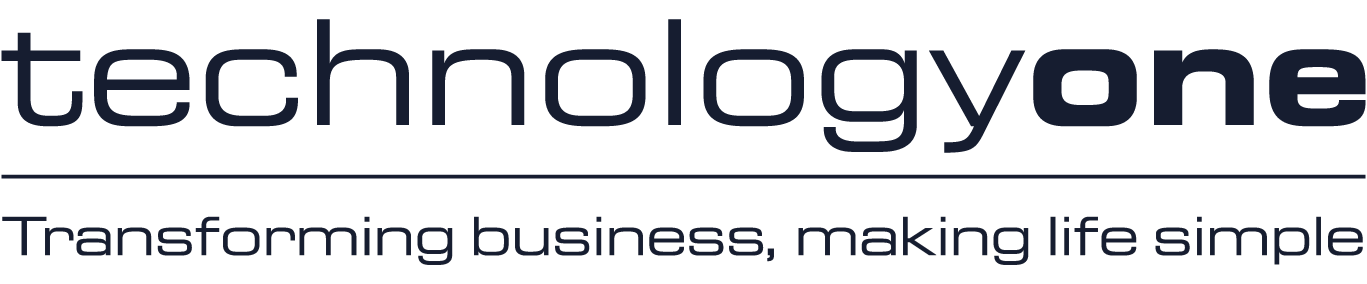 technologyone
Transforming business, making life simple